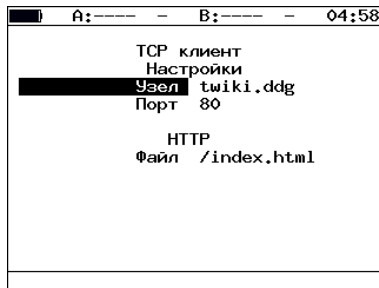 A:---- – B:---- – 04:58
TCP клиент
Настройки
Узел twiki.ddg
Порт 80
HTTP
Файл /index.html